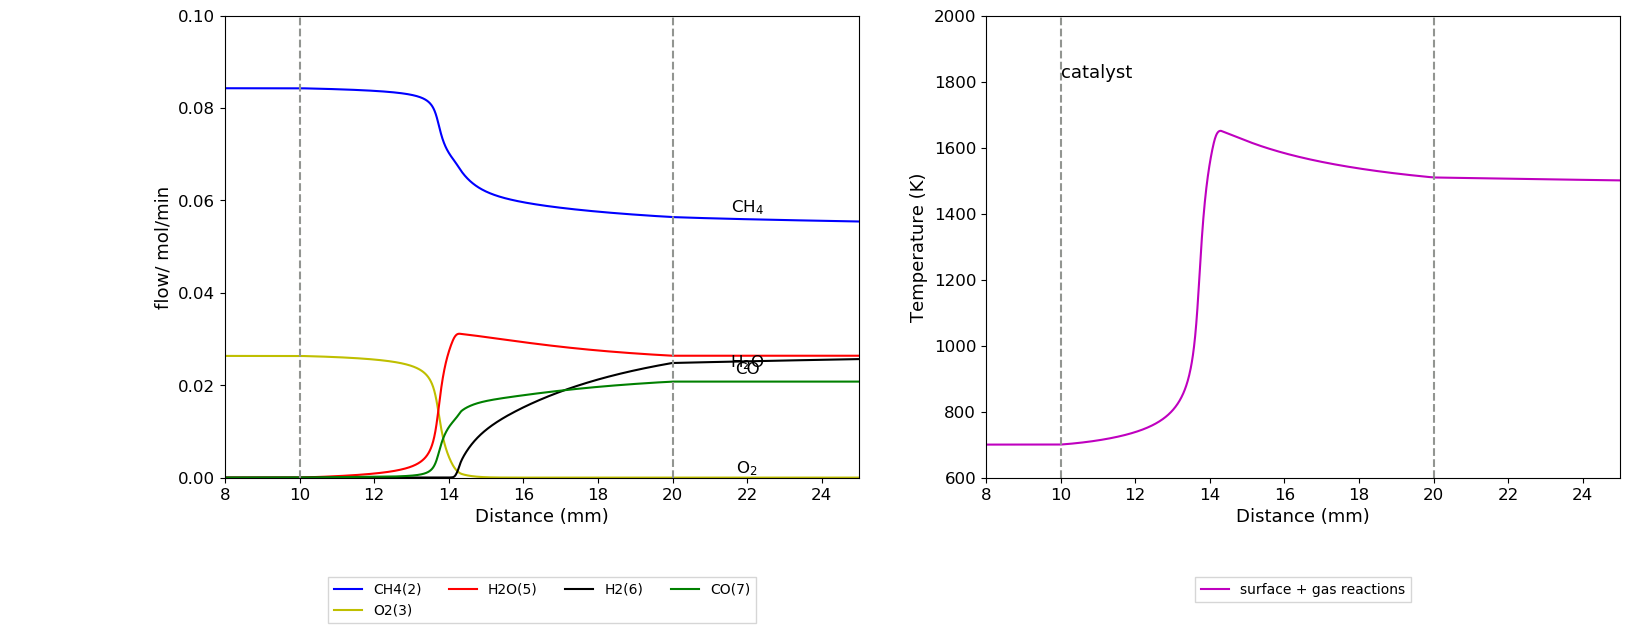 0.10
0.08
0.06
0.04
0.02
0.00
flow/ mol/min
8 10 12 14 16 18 20 22 24
Distance (mm)
CH₄
H₂O
CO
O₂
CH4(2) H2O(5) H2(6) CO(7)
O2(3)
2000
1800
1600
1400
1200
1000
800
600
Temperature (K)
catalyst
8 10 12 14 16 18 20 22 24
Distance (mm)
surface + gas reactions